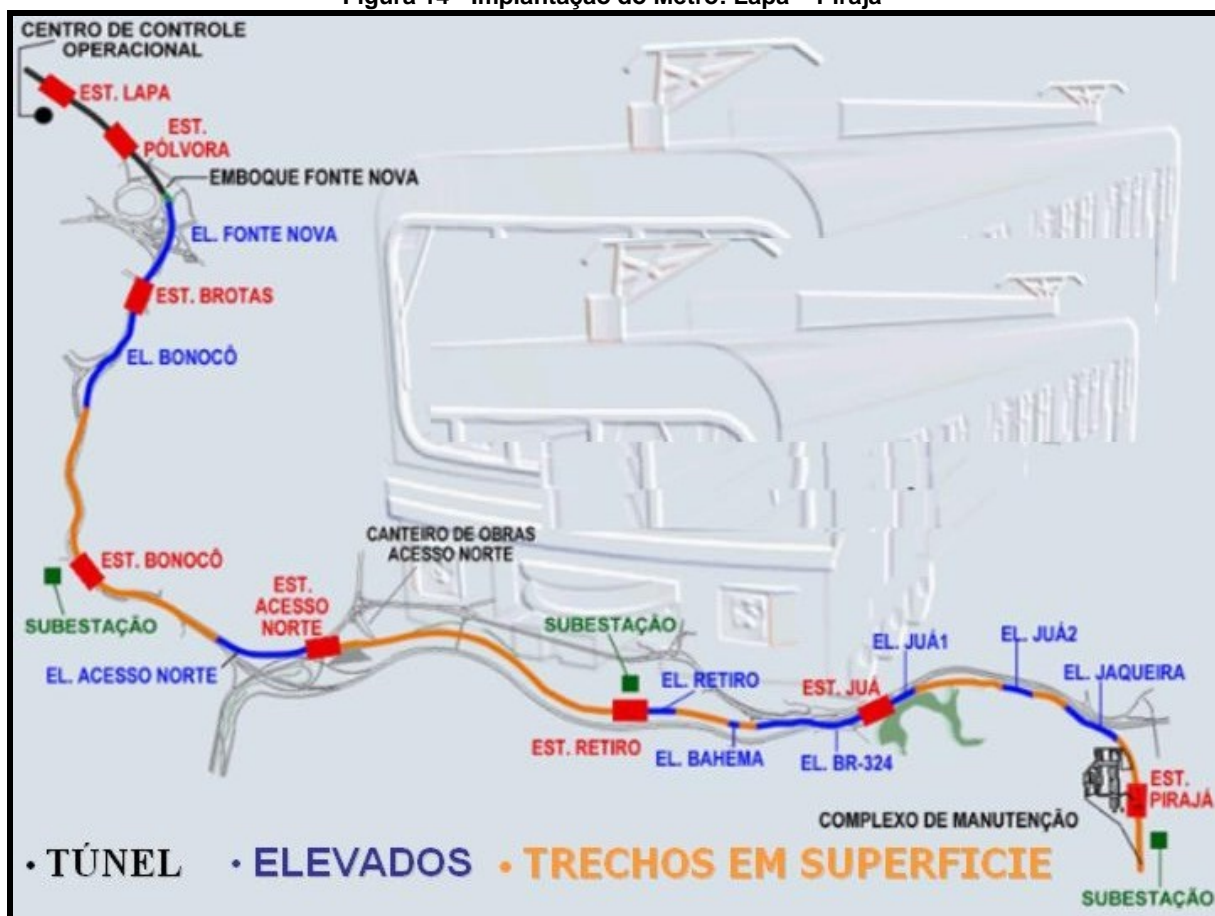 Figura 14 - Implantação do Metrô: Lapa – Pirajá
CENTRO DE CONTROLE
OPERACIONAL
EST. LAPA
EST.
PÓLVORA
EMBOQUE FONTE NOVA
EL. FONTE NOVA
EST. BROTAS
EL. BONOCÔ
EST. BONOCÔ
SUBESTAÇÃO
CANTEIRO DE OBRAS
ACESSO NORTE
EST.
ACESSO
NORTE
EL. ACESSO NORTE
SUBESTAÇÃO
EST. RETIRO
EL. RETIRO
EL. BAHEMA
EST. JUÁ
EL. BR-324
EL. JUÁ1
EL. JUÁ2
EL. JAQUEIRA
EST.
PIRAJÁ
COMPLEXO DE MANUTENÇÃO
SUBESTAÇÃO
• TÚNEL • ELEVADOS • TRECHOS EM SUPERFICIE